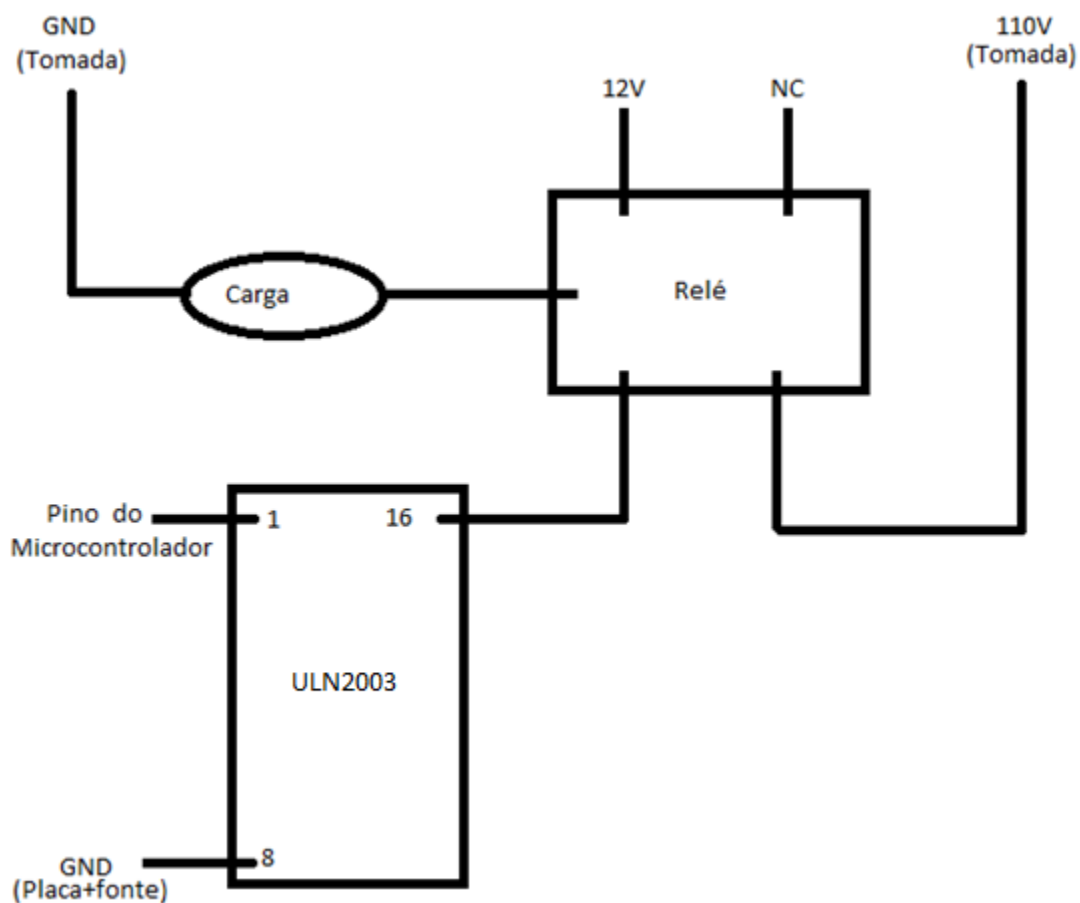 GND
(Tomada)
110V
(Tomada)
12V
NC
Carga
Relé
Pino do
Microcontrolador
1
16
ULN2003
8
GND
(Placa+fonte)